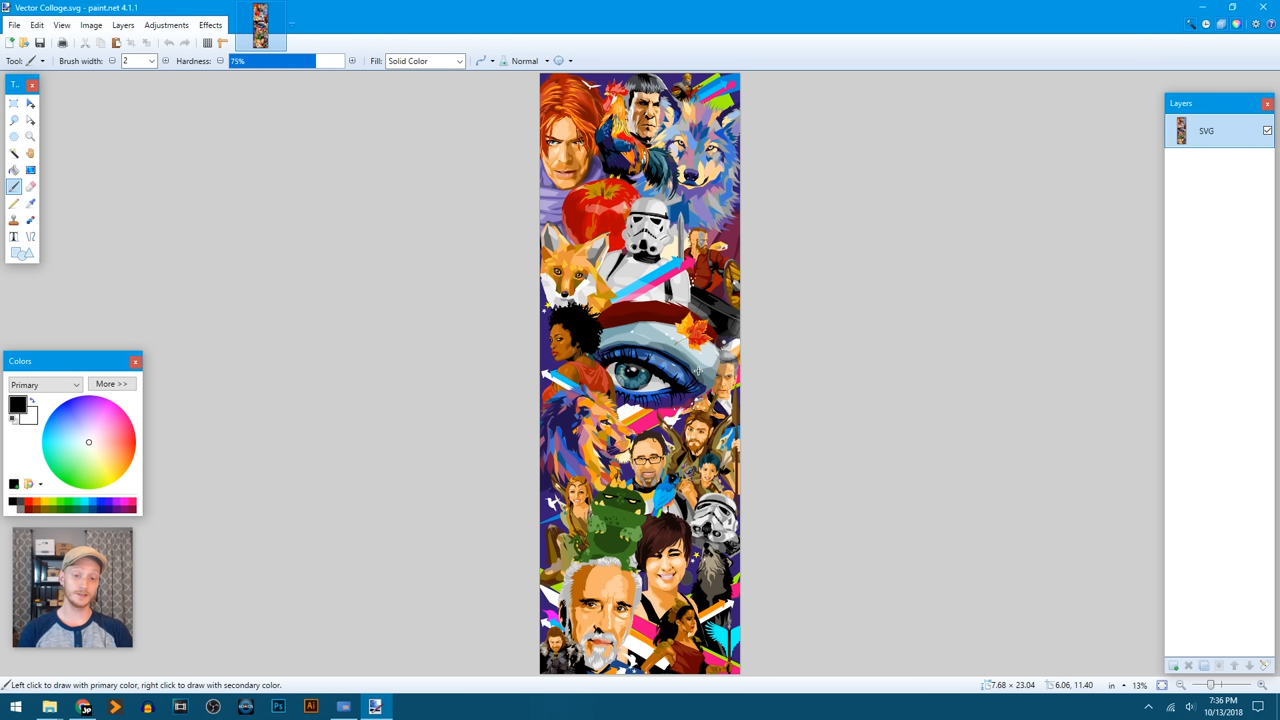 Vector Colloge.svg - paint.net 4.1.1
File Edit View Image Layers Adjustments Effects
Tool: Brush width: 2 Hardness: 75% Fill: Solid Color Normal
T..
x
Layers
x
SVG
Colors
x
Primary
More >>
Left click to draw with primary color, right click to draw with secondary color.
7.68 × 23.04
6.06, 11.40
in
13%
Ps
Ai
7:36 PM
10/13/2018